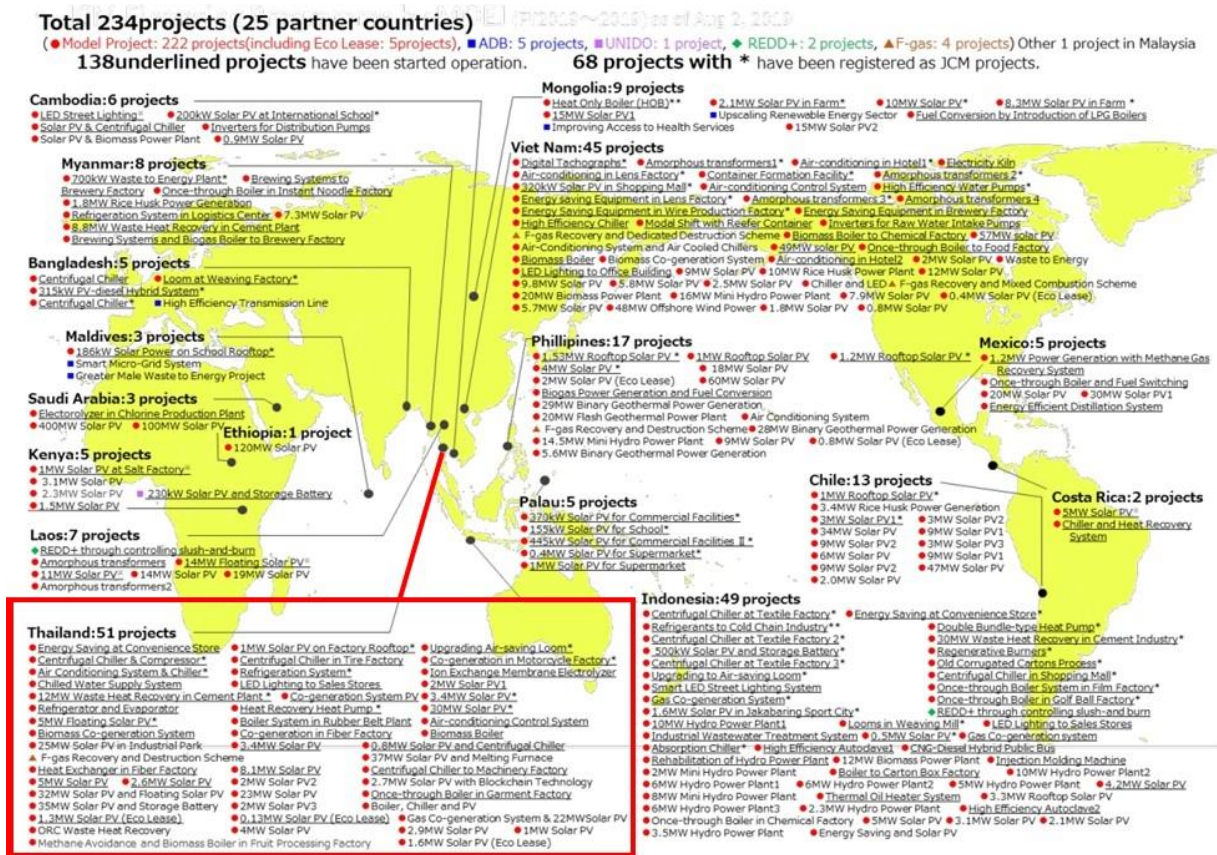 Total 234projects (25 partner countries) (FY2013～2019) as of Aug 2, 2019
(●Model Project: 222 projects(including Eco Lease: 5projects), ■ADB: 5 projects, ■UNIDO: 1 project, ◆ REDD+: 2 projects, ▲F-gas: 4 projects) Other 1 project in Malaysia
138underlined projects have been started operation. 68 projects with * have been registered as JCM projects.
Cambodia:6 projects
●LED Street Lighting* ●200kW Solar PV at International School*
●Solar PV & Centrifugal Chiller ●Inverters for Distribution Pumps
●Solar PV & Biomass Power Plant ●0.9MW Solar PV
Mongolia:9 projects
●Heat Only Boiler (HOB)** ●2.1MW Solar PV in Farm* ●10MW Solar PV* ●8.3MW Solar PV in Farm *
●15MW Solar PV1 ■Upscaling Renewable Energy Sector ●Fuel Conversion by Introduction of LPG Boilers
■Improving Access to Health Services ●15MW Solar PV2
Myanmar:8 projects
●700kW Waste to Energy Plant* ●Brewing Systems to
Brewery Factory ●Once-through Boiler in Instant Noodle Factory
●1.8MW Rice Husk Power Generation
●Refrigeration System in Logistics Center ●7.3MW Solar PV
●8.8MW Waste Heat Recovery in Cement Plant
●Brewing Systems and Biogas Boiler to Brewery Factory
Viet Nam:45 projects
●Digital Tachographs* ●Amorphous transformers1* ●Air-conditioning in Hotel1* ●Electricity Kiln
●Air-conditioning in Lens Factory* ●Container Formation Facility* ●Amorphous transformers 2*
●320kW Solar PV in Shopping Mall* ●Air-conditioning Control System ●High Efficiency Water Pumps*
●Energy saving Equipment in Lens Factory* ●Amorphous transformers 3* ●Amorphous transformers 4
●Energy Saving Equipment in Wire Production Factory* ●Energy Saving Equipment in Brewery Factory
●High Efficiency Chiller ●Modal Shift with Reefer Container ●Inverters for Raw Water Intake Pumps
▲F-gas Recovery and Dedicated Destruction Scheme ●Biomass Boiler to Chemical Factory ●57MW solar PV
●Air-Conditioning System and Air Cooled Chillers ●49MW solar PV ●Once-through Boiler to Food Factory
●Biomass Boiler ●Biomass Co-generation System ●Air-conditioning in Hotel2 ●2MW Solar PV ●Waste to Energy
●LED Lighting to Office Building ●9MW Solar PV ●10MW Rice Husk Power Plant ●12MW Solar PV
●9.8MW Solar PV ●5.8MW Solar PV ●2.5MW Solar PV ●Chiller and LED ▲F-gas Recovery and Mixed Combustion Scheme
●20MW Biomass Power Plant ●16MW Mini Hydro Power Plant ●7.9MW Solar PV ●0.4MW Solar PV (Eco Lease)
●5.7MW Solar PV ●48MW Offshore Wind Power ●1.8MW Solar PV ●0.8MW Solar PV
Bangladesh:5 projects
●Centrifugal Chiller ●Loom at Weaving Factory*
●315kW PV-diesel Hybrid System*
●Centrifugal Chiller* ■High Efficiency Transmission Line
Maldives:3 projects
●186kW Solar Power on School Rooftop*
■Smart Micro-Grid System
■Greater Male Waste to Energy Project
Phillipines:17 projects
●1.53MW Rooftop Solar PV * ●1MW Rooftop Solar PV ●1.2MW Rooftop Solar PV *
●4MW Solar PV * ●18MW Solar PV
●2MW Solar PV (Eco Lease) ●60MW Solar PV
●Biogas Power Generation and Fuel Conversion
●29MW Binary Geothermal Power Generation
●20MW Flash Geothermal Power Plant ●Air Conditioning System
▲F-gas Recovery and Destruction Scheme ●28MW Binary Geothermal Power Generation
●14.5MW Mini Hydro Power Plant ●9MW Solar PV ●0.8MW Solar PV (Eco Lease)
●5.6MW Binary Geothermal Power Generation
Mexico:5 projects
●1.2MW Power Generation with Methane Gas
Recovery System
●Once-through Boiler and Fuel Switching
●20MW Solar PV ●30MW Solar PV1
●Energy Efficient Distillation System
Saudi Arabia:3 projects
●Electorolyzer in Chlorine Production Plant
●400MW Solar PV ●100MW Solar PV
Ethiopia:1 project
●120MW Solar PV
Kenya:5 projects
●1MW Solar PV at Salt Factory*
●3.1MW Solar PV
●2.3MW Solar PV ■230kW Solar PV and Storage Battery
●1.5MW Solar PV
Palau:5 projects
●370kW Solar PV for Commercial Facilities*
●155kW Solar PV for School*
●445kW Solar PV for Commercial Facilities Ⅱ*
●0.4MW Solar PV for Supermarket*
●1MW Solar PV for Supermarket
Chile:13 projects
●1MW Rooftop Solar PV*
●3.4MW Rice Husk Power Generation
●3MW Solar PV1* ●3MW Solar PV2
●34MW Solar PV ●9MW Solar PV1
●9MW Solar PV2 ●3MW Solar PV3
●6MW Solar PV ●9MW Solar PV1
●9MW Solar PV2 ●47MW Solar PV
●2.0MW Solar PV
Costa Rica:2 projects
●5MW Solar PV*
●Chiller and Heat Recovery
System
Laos:7 projects
◆REDD+ through controlling slush-and-burn
●Amorphous transformers ●14MW Floating Solar PV*
●11MW Solar PV* ●14MW Solar PV ●19MW Solar PV
●Amorphous transformers2
Thailand:51 projects
●Energy Saving at Convenience Store ●1MW Solar PV on Factory Rooftop* ●Upgrading Air-saving Loom*
●Centrifugal Chiller & Compressor* ●Centrifugal Chiller in Tire Factory ●Co-generation in Motorcycle Factory*
●Air Conditioning System & Chiller* ●Refrigeration System* ●Ion Exchange Membrane Electrolyzer
●Chilled Water Supply System ●LED Lighting to Sales Stores ●2MW Solar PV1
●12MW Waste Heat Recovery in Cement Plant * ●Co-generation System PV ●3.4MW Solar PV*
●Refrigerator and Evaporator ●Heat Recovery Heat Pump * ●30MW Solar PV*
●5MW Floating Solar PV* ●Boiler System in Rubber Belt Plant ●Air-conditioning Control System
●Biomass Co-generation System ●Co-generation in Fiber Factory ●Biomass Boiler
●25MW Solar PV in Industrial Park ●3.4MW Solar PV ●0.8MW Solar PV and Centrifugal Chiller
▲F-gas Recovery and Destruction Scheme ●37MW Solar PV and Melting Furnace
●Heat Exchanger in Fiber Factory ●8.1MW Solar PV ●Centrifugal Chiller to Machinery Factory
●5MW Solar PV ●2.6MW Solar PV ●2MW Solar PV2 ●2.7MW Solar PV with Blockchain Technology
●32MW Solar PV and Floating Solar PV ●23MW Solar PV ●Once-through Boiler in Garment Factory
●35MW Solar PV and Storage Battery ●2MW Solar PV3 ●Boiler, Chiller and PV
●1.3MW Solar PV (Eco Lease) ●0.13MW Solar PV (Eco Lease) ●Gas Co-generation System & 22MWSolar PV
●ORC Waste Heat Recovery ●4MW Solar PV ●2.9MW Solar PV ●1MW Solar PV
●Methane Avoidance and Biomass Boiler in Fruit Processing Factory ●1.6MW Solar PV (Eco Lease)
Indonesia:49 projects
●Centrifugal Chiller at Textile Factory* ●Energy Saving at Convenience Store*
●Refrigerants to Cold Chain Industry** ●Double Bundle-type Heat Pump*
●Centrifugal Chiller at Textile Factory 2* ●30MW Waste Heat Recovery in Cement Industry*
●500kW Solar PV and Storage Battery ●Regenerative Burners*
●Centrifugal Chiller at Textile Factory 3* ●Old Corrugated Cartons Process*
●Upgrading to Air-saving Loom* ●Centrifugal Chiller in Shopping Mall*
●Smart LED Street Lighting System ●Once-through Boiler System in Film Factory*
●Gas Co-generation System* ●Once-through Boiler in Golf Ball Factory*
●1.6MW Solar PV in Jakabaring Sport City* ◆REDD+ through controlling slush-and-burn
●10MW Hydro Power Plant1 ●Looms in Weaving Mill* ●LED Lighting to Sales Stores
●Industrial Wastewater Treatment System ●0.5MW Solar PV* ●Gas Co-generation system
●Absorption Chiller* ●High Efficiency Autoclave1 ●CNG-Diesel Hybrid Public Bus
●Rehabilitation of Hydro Power Plant ●12MW Biomass Power Plant ●Injection Molding Machine
●2MW Mini Hydro Power Plant ●Boiler to Carton Box Factory ●10MW Hydro Power Plant2
●6MW Hydro Power Plant1 ●6MW Hydro Power Plant2 ●5MW Hydro Power Plant ●4.2MW Solar PV
●8MW Mini Hydro Power Plant ●Thermal Oil Heater System ●3.3MW Rooftop Solar PV
●6MW Hydro Power Plant3 ●2.3MW Hydro Power Plant ●High Efficiency Autoclave2
●Once-through Boiler in Chemical Factory ●5MW Solar PV ●3.1MW Solar PV ●2.1MW Solar PV
●3.5MW Hydro Power Plant ●Energy Saving and Solar PV